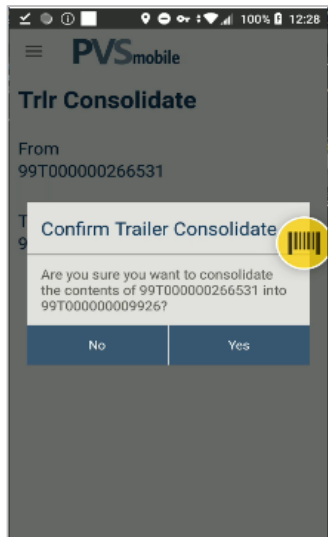 100% 12:28
PVSmobile
Trlr Consolidate
From
99T000000266531
T
9
Confirm Trailer Consolidate
Are you sure you want to consolidate
the contents of 99T000000266531 into
99T000000009926?
No Yes